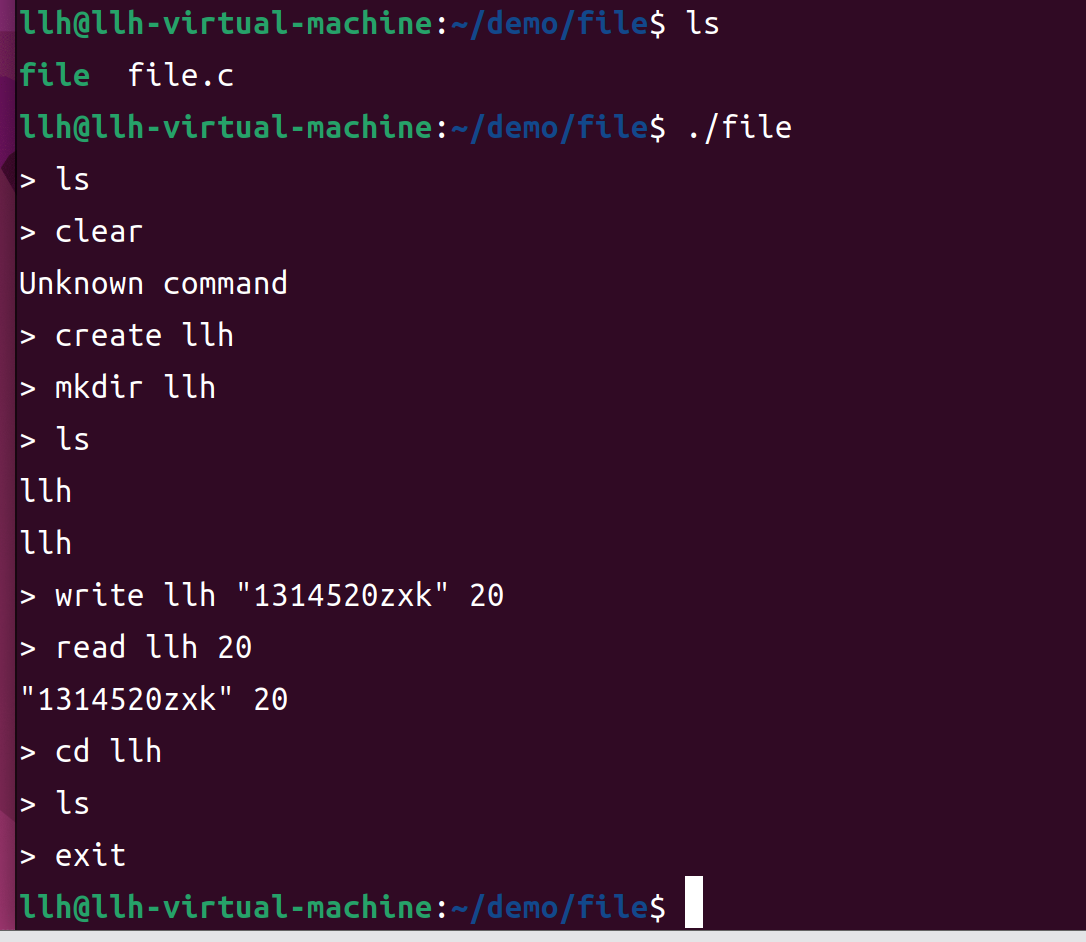 llh@llh-virtual-machine:~/demo/file$ ls
file  file.c
llh@llh-virtual-machine:~/demo/file$ ./file
> ls
> clear
Unknown command
> create llh
> mkdir llh
> ls
llh
llh
> write llh "1314520zxk" 20
> read llh 20
"1314520zxk" 20
> cd llh
> ls
> exit
llh@llh-virtual-machine:~/demo/file$